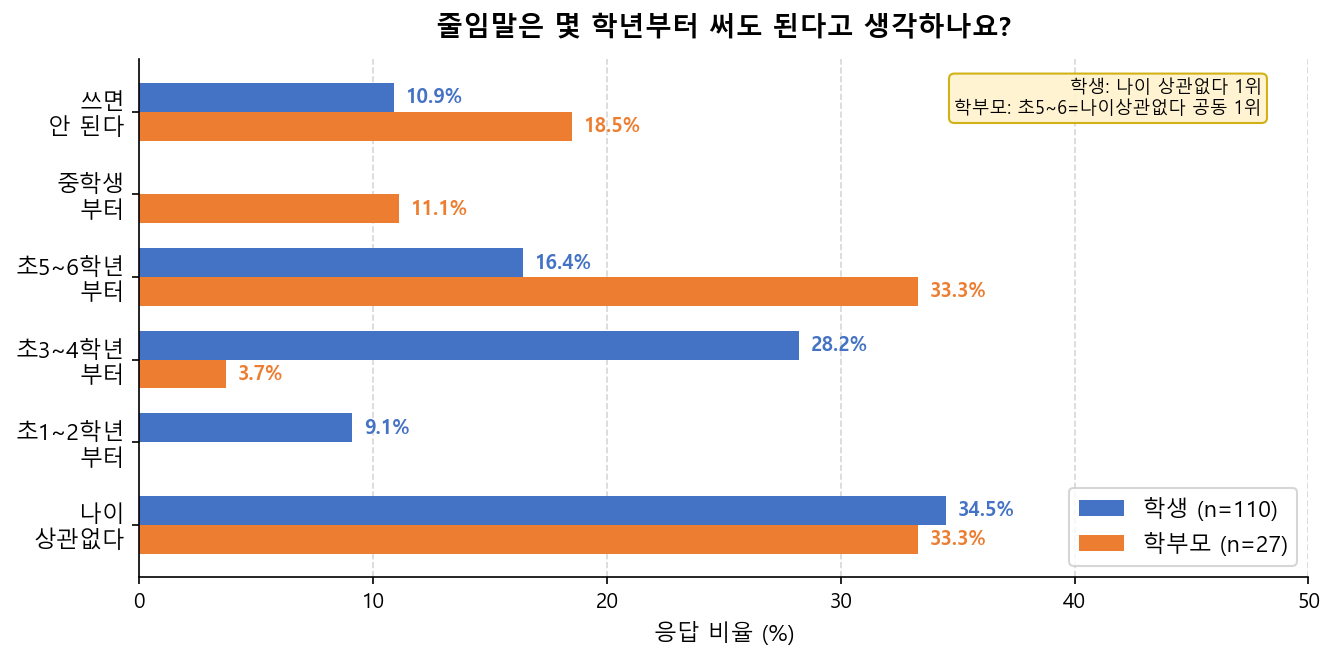 줄임말은 몇 학년부터 써도 된다고 생각하나요?
학생: 나이 상관없다 1위
학부모: 초5~6=나이상관없다 공동 1위
쓰면
안 된다
10.9%
18.5%
중학생
부터
11.1%
초5~6학년
부터
16.4%
33.3%
초3~4학년
부터
28.2%
3.7%
초1~2학년
부터
9.1%
나이
상관없다
34.5%
33.3%
학생 (n=110)
학부모 (n=27)
0 10 20 30 40 50
응답 비율 (%)